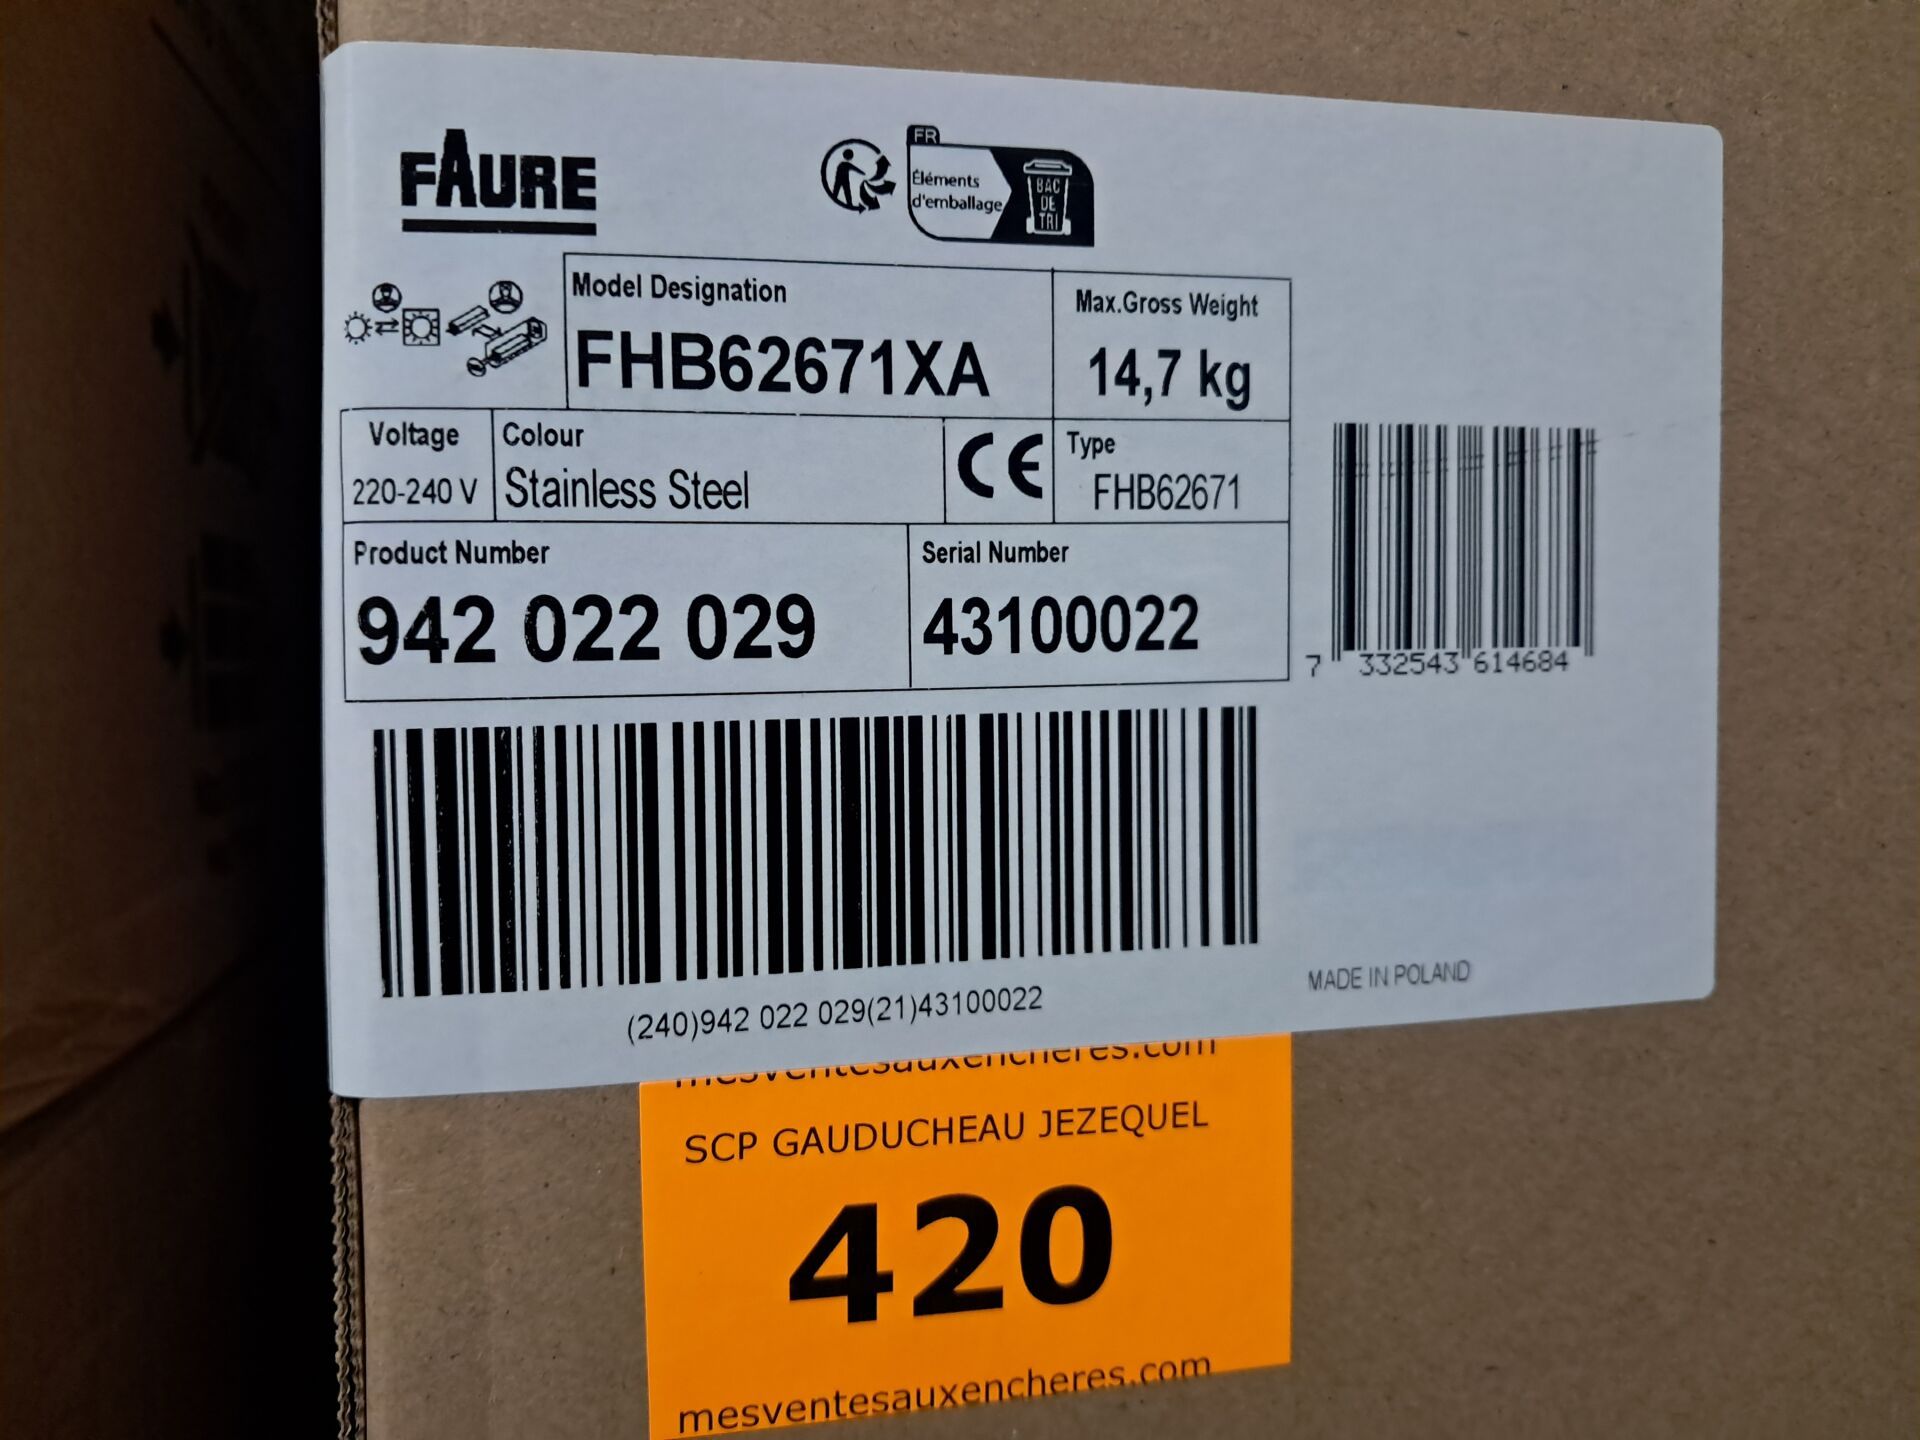 FAURE
FR
Éléments
d'emballage
BAC
DE
TRI
Model Designation
FHB62671XA
Max.Gross Weight
14,7 kg
Voltage
220-240 V
Colour
Stainless Steel
CE
Type
FHB62671
Product Number
942 022 029
Serial Number
43100022
7 332543 614684
(240)942 022 029(21)43100022
MADE IN POLAND
mesventesauxencheres.com
SCP GAUDUCHEAU JEZEQUEL
420
mesventesauxencheres.com